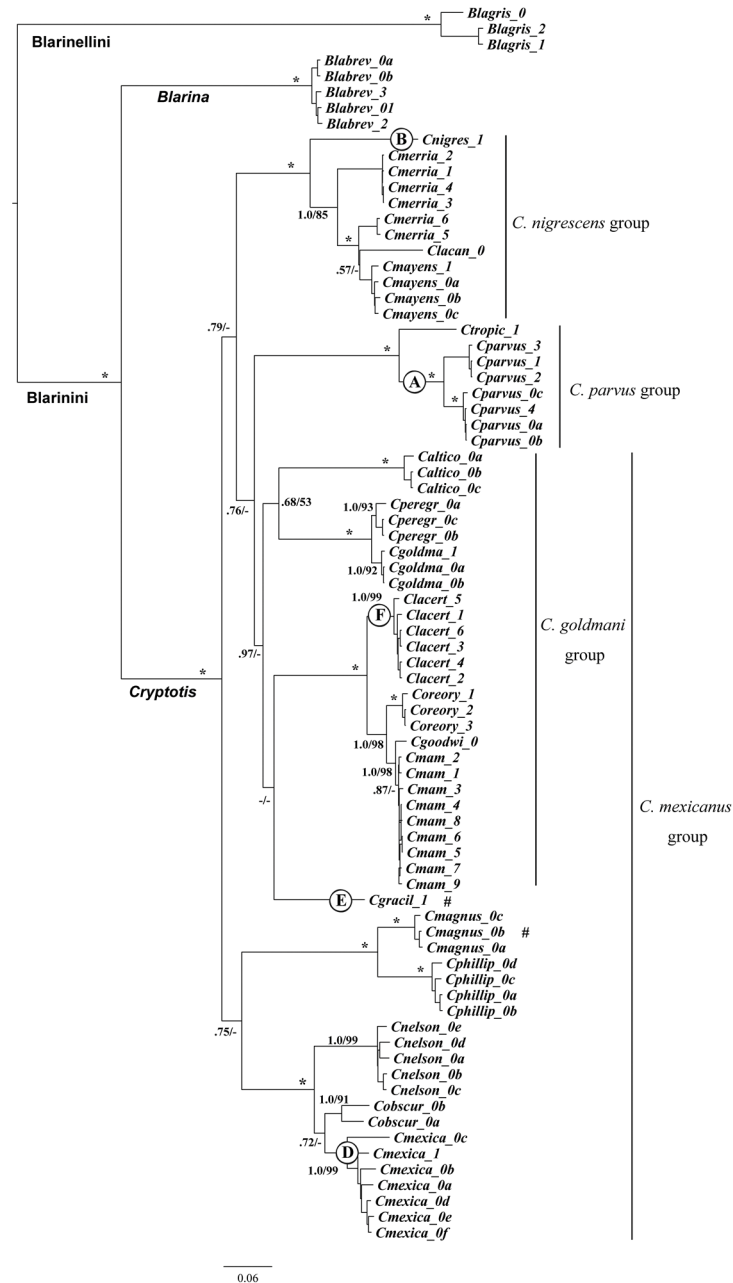 Blagris_0
Blagris_2
Blagris_1
*
Blarinellini
Blabrev_0a
Blabrev_0b
Blabrev_3
Blabrev_01
Blabrev_2
*
Blarina
B
Cnigres_1
Cmerria_2
Cmerria_1
Cmerria_4
Cmerria_3
*
1.0/85
Cmerria_6
Cmerria_5
*
Clacan_0
.57/-
Cmayens_1
Cmayens_0a
Cmayens_0b
Cmayens_0c
C. nigrescens group
.79/-
Ctropic_1
*
Cparvus_3
Cparvus_1
Cparvus_2
A
*
Cparvus_0c
Cparvus_4
Cparvus_0a
Cparvus_0b
*
C. parvus group
*
Blarinini
Caltico_0a
Caltico_0b
Caltico_0c
*
.68/53
.76/-
1.0/93
Cperegr_0a
Cperegr_0c
Cperegr_0b
*
Cgoldma_1
Cgoldma_0a
Cgoldma_0b
1.0/92
1.0/99
F
Clacert_5
Clacert_1
Clacert_6
Clacert_3
Clacert_4
Clacert_2
C. goldmani
group
.97/-
*
*
Cryptotis
*
Coreory_1
Coreory_2
Coreory_3
1.0/98
Cgoodwi_0
Cmam_2
1.0/98
Cmam_1
.87/-
Cmam_3
Cmam_4
Cmam_8
Cmam_6
Cmam_5
Cmam_7
Cmam_9
-/-
C. mexicanus
group
E
Cgracil_1 #
*
Cmagnus_0c
Cmagnus_0b #
Cmagnus_0a
*
*
Cphillip_0d
Cphillip_0c
Cphillip_0a
Cphillip_0b
.75/-
Cnelson_0e
1.0/99
Cnelson_0d
Cnelson_0a
Cnelson_0b
Cnelson_0c
*
1.0/91
Cobscur_0b
Cobscur_0a
.72/-
Cmexica_0c
D
Cmexica_1
1.0/99
Cmexica_0b
Cmexica_0a
Cmexica_0d
Cmexica_0e
Cmexica_0f
0.06